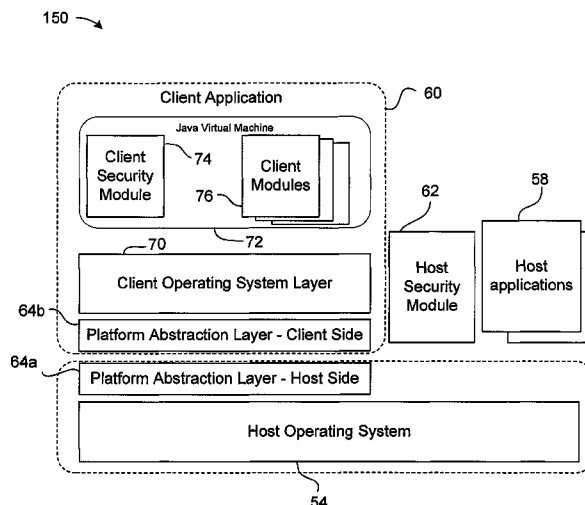 150
Client Application
60
Java Virtual Machine
Client
Security
Module
74
Client
Modules
76
62
58
70
72
Host
Security
Module
Host
applications
Client Operating System Layer
64b
Platform Abstraction Layer - Client Side
64a
Platform Abstraction Layer - Host Side
Host Operating System
54